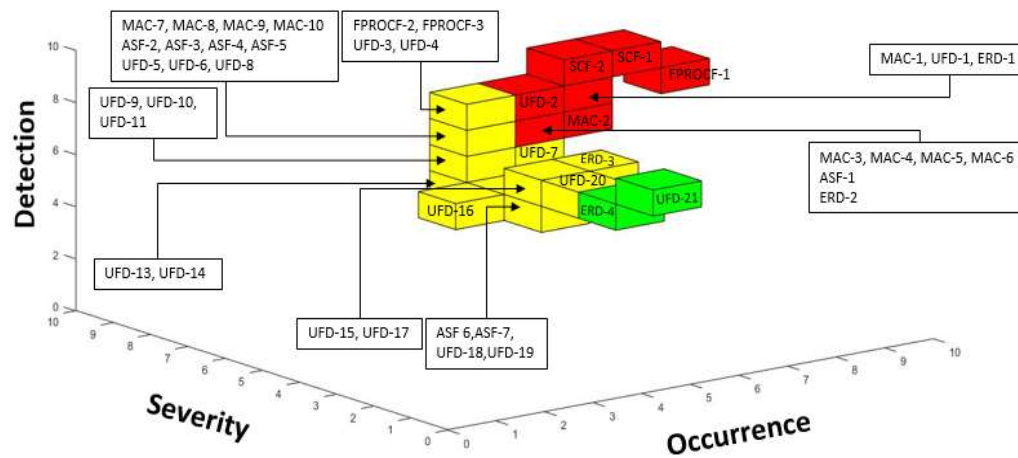 MAC-7, MAC-8, MAC-9, MAC-10
ASF-2, ASF-3, ASF-4, ASF-5
UFD-5, UFD-6, UFD-8
FPROCF-2, FPROCF-3
UFD-3, UFD-4
MAC-1, UFD-1, ERD-1
UFD-9, UFD-10,
UFD-11
MAC-3, MAC-4, MAC-5, MAC-6
ASF-1
ERD-2
UFD-13, UFD-14
UFD-15, UFD-17
ASF 6,ASF-7,
UFD-18,UFD-19
SCF-2
SCF-1
FPROCF-1
UFD-2
MAC-2
UFD-7
ERD-3
UFD-20
UFD-16
ERD-4
UFD-21
Detection
10
8
6
4
2
0
Severity
10
9
8
7
6
5
4
3
2
1
0
Occurrence
0
1
2
3
4
5
6
7
8
9
10